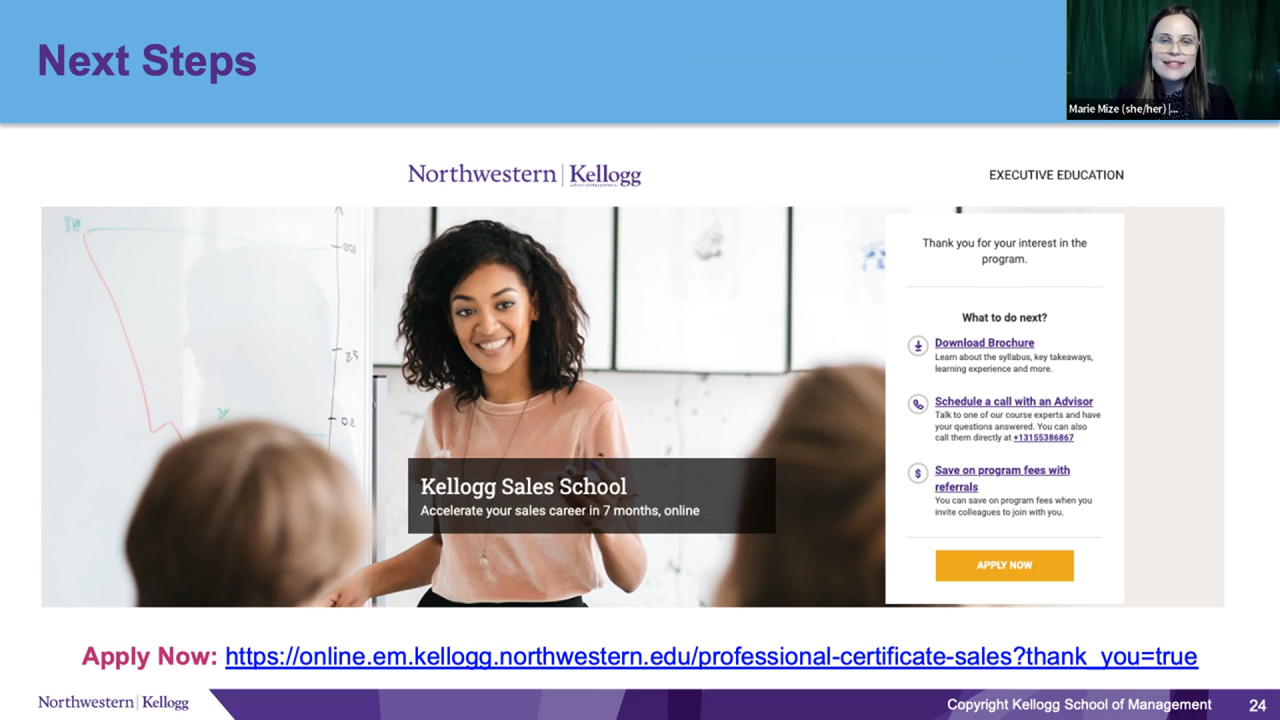 Next Steps
Marie Mize (she/her) |...
Northwestern | Kellogg
EXECUTIVE EDUCATION
Thank you for your interest in the
program.
What to do next?
Download Brochure
Learn about the syllabus, key takeaways,
learning experience and more.
Schedule a call with an Advisor
Talk to one of our course experts and have
your questions answered. You can also
call them directly at +13155386867
Save on program fees with
referrals
You can save on program fees when you
invite colleagues to join with you.
APPLY NOW
Kellogg Sales School
Accelerate your sales career in 7 months, online
Apply Now: https://online.em.kellogg.northwestern.edu/professional-certificate-sales?thank_you=true
Northwestern | Kellogg
Copyright Kellogg School of Management
24